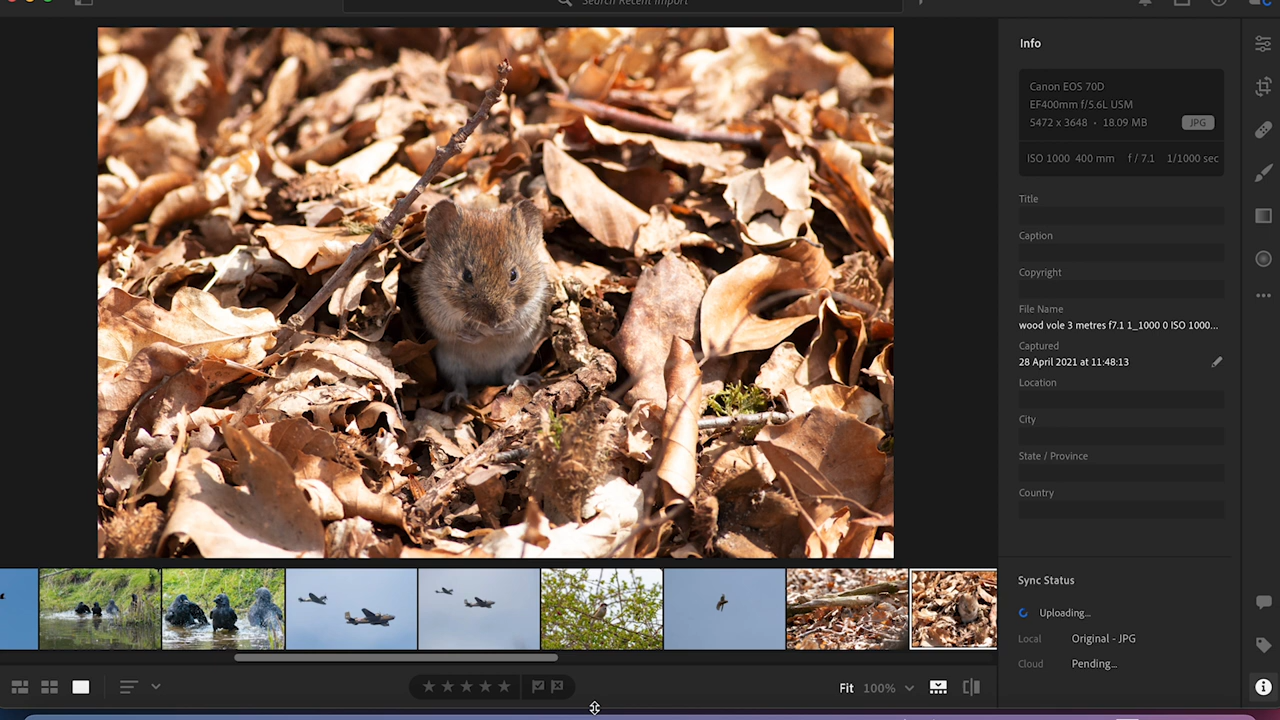 Search Recent Import
Info
Canon EOS 70D
EF400mm f/5.6L USM
5472 x 3648 • 18.09 MB
JPG
ISO 1000 400 mm f / 7.1 1/1000 sec
Title
Caption
Copyright
File Name
wood vole 3 metres f7.1 1_1000 0 ISO 1000...
Captured
28 April 2021 at 11:48:13
Location
City
State / Province
Country
Sync Status
Uploading...
Local Original - JPG
Cloud Pending...
Fit 100%